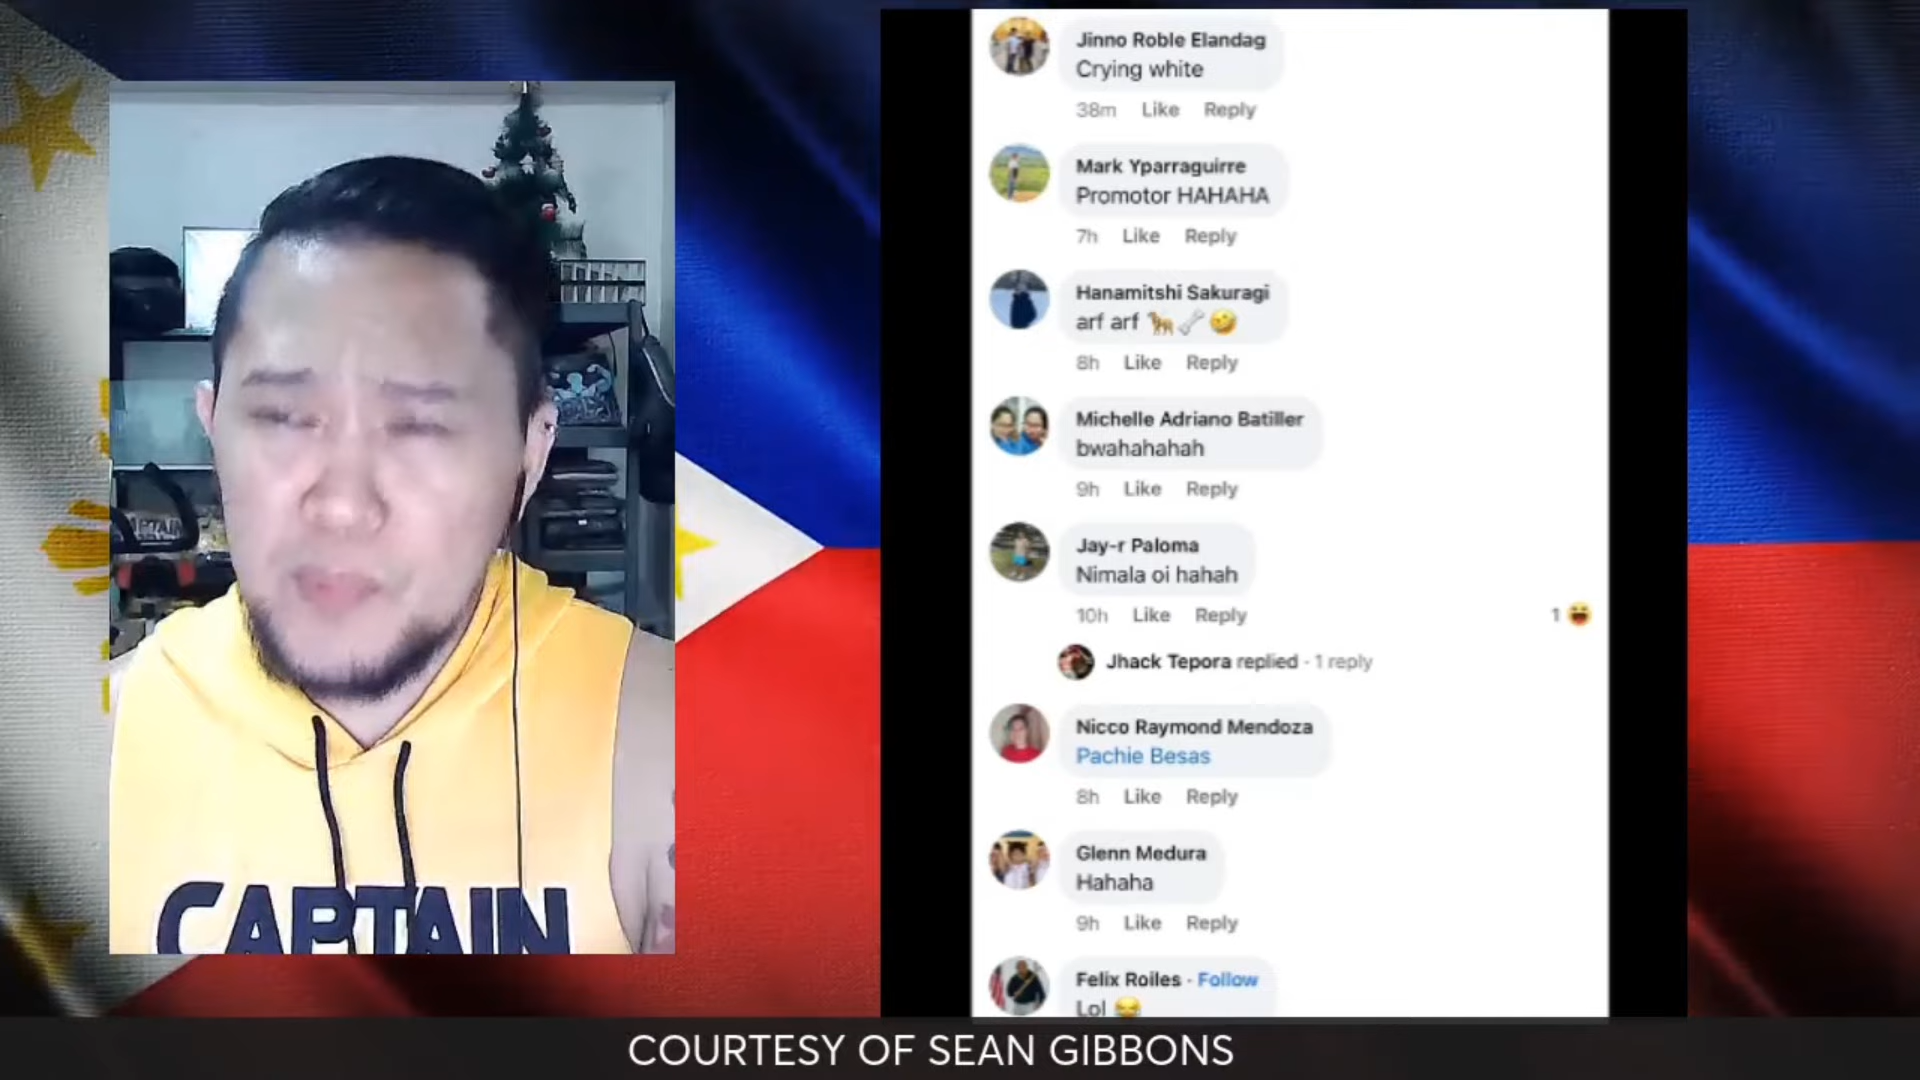 CAPTAIN
CAPTAIN
Jinno Roble Elandag
Crying white
38m Like Reply
Mark Yparraguirre
Promotor HAHAHA
7h Like Reply
Hanamitshi Sakuragi
arf arf 🐕🦴🤣
8h Like Reply
Michelle Adriano Batiller
bwahahahah
9h Like Reply
Jay-r Paloma
Nimala oi hahah
10h Like Reply 1 😆
Jhack Tepora replied · 1 reply
Nicco Raymond Mendoza
Pachie Besas
8h Like Reply
Glenn Medura
Hahaha
9h Like Reply
Felix Roiles · Follow
Lol 😂
COURTESY OF SEAN GIBBONS